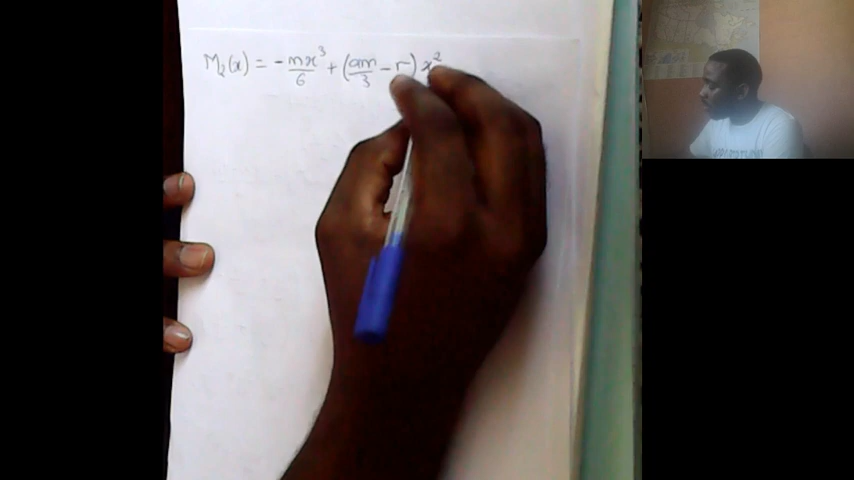 M₂(x) = -mx³/6 + (am/3 - r) x²